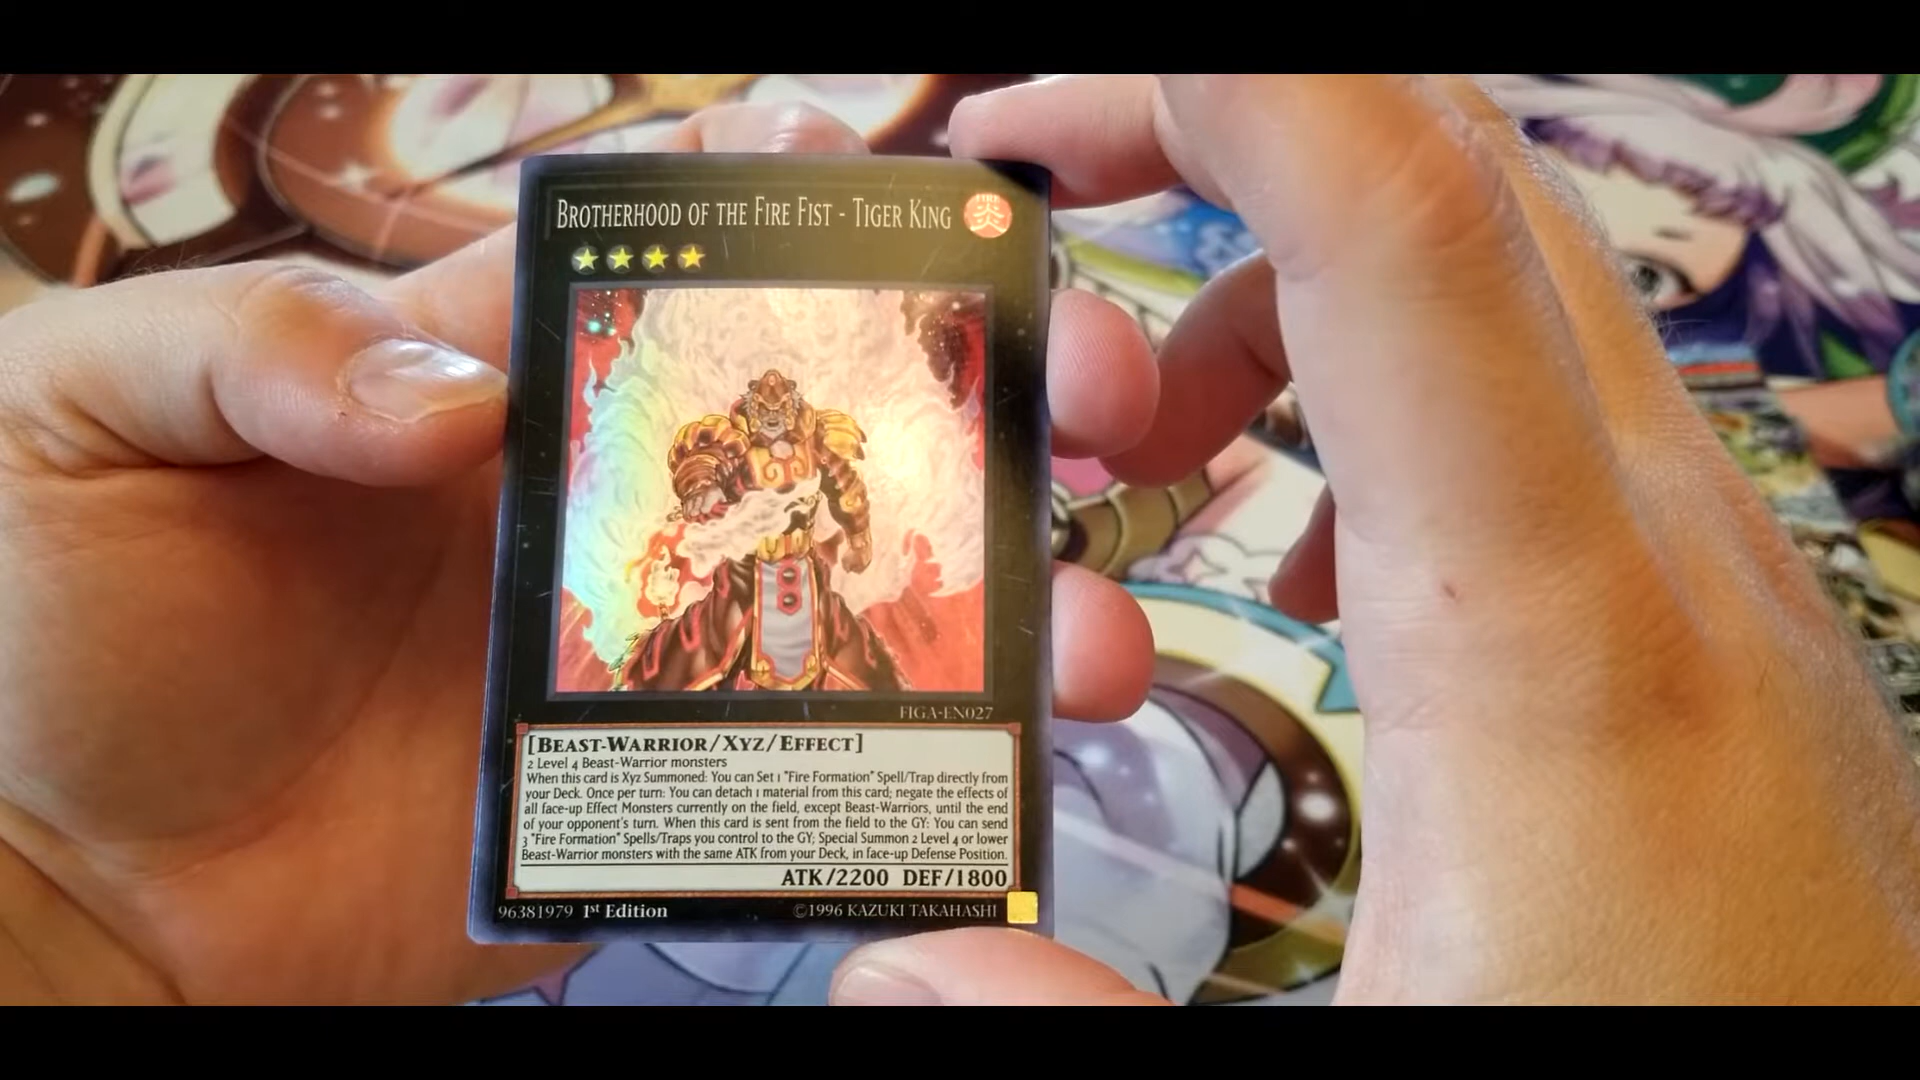 BROTHERHOOD OF THE FIRE FIST - TIGER KING
FIRE
炎
FIGA-EN027
[BEAST-WARRIOR/XYZ/EFFECT]
2 Level 4 Beast-Warrior monsters
When this card is Xyz Summoned: You can Set 1 "Fire Formation" Spell/Trap directly from
your Deck. Once per turn: You can detach 1 material from this card; negate the effects of
all face-up Effect Monsters currently on the field, except Beast-Warriors, until the end
of your opponent's turn. When this card is sent from the field to the GY: You can send
3 "Fire Formation" Spells/Traps you control to the GY; Special Summon 2 Level 4 or lower
Beast-Warrior monsters with the same ATK from your Deck, in face-up Defense Position.
ATK/2200 DEF/1800
96381979 1st Edition ©1996 KAZUKI TAKAHASHI